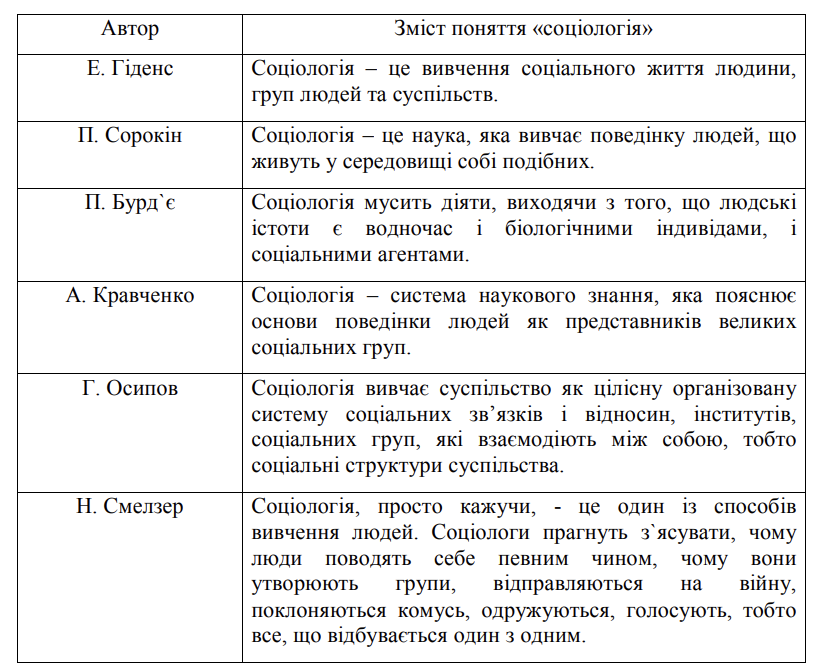 Автор
Зміст поняття «соціологія»
Е. Гіденс
Соціологія – це вивчення соціального життя людини,
груп людей та суспільств.
П. Сорокін
Соціологія – це наука, яка вивчає поведінку людей, що
живуть у середовищі собі подібних.
П. Бурд`є
Соціологія мусить діяти, виходячи з того, що людські
істоти є водночас і біологічними індивідами, і
соціальними агентами.
А. Кравченко
Соціологія – система наукового знання, яка пояснює
основи поведінки людей як представників великих
соціальних груп.
Г. Осипов
Соціологія вивчає суспільство як цілісну організовану
систему соціальних зв’язків і відносин, інститутів,
соціальних груп, які взаємодіють між собою, тобто
соціальні структури суспільства.
Н. Смелзер
Соціологія, просто кажучи, - це один із способів
вивчення людей. Соціологи прагнуть з`ясувати, чому
люди поводять себе певним чином, чому вони
утворюють групи, відправляються на війну,
поклоняються комусь, одружуються, голосують, тобто
все, що відбувається один з одним.